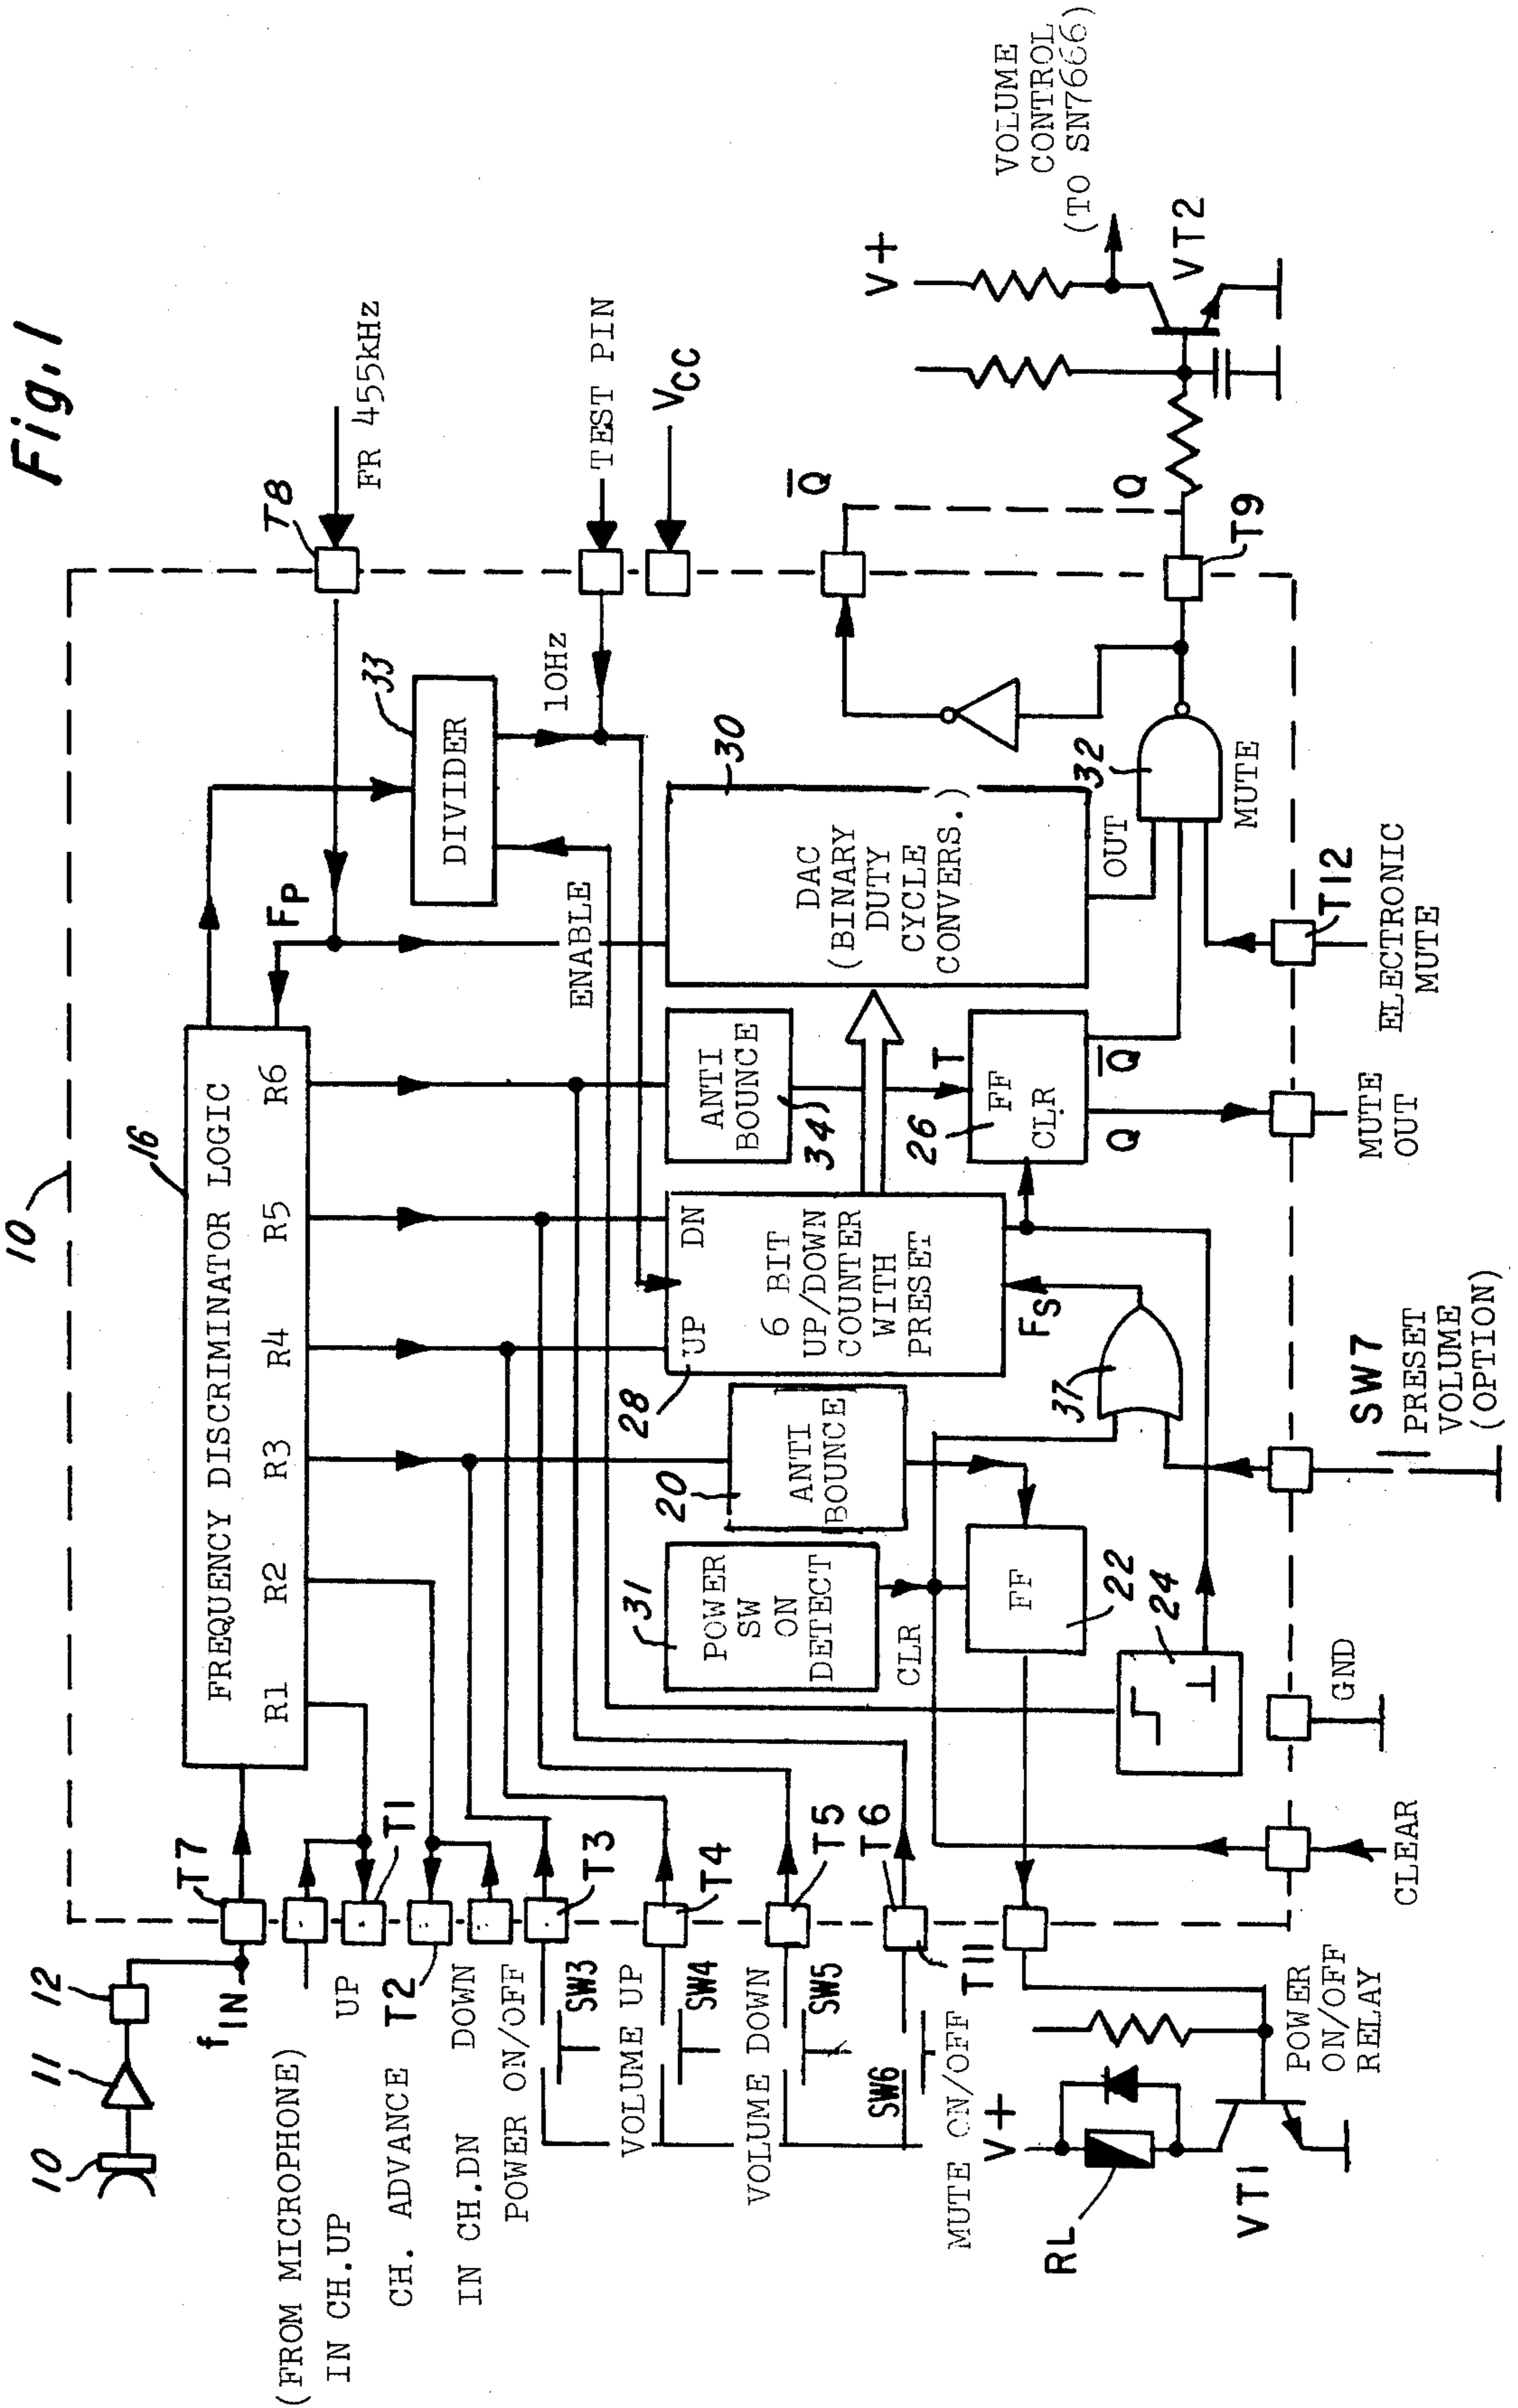 Fig. 1
10
10
11
12
(FROM MICROPHONE)
fIN
T7
IN CH.UP
UP
T1
CH. ADVANCE
T2
IN CH.DN
DOWN
POWER ON/OFF
SW3
T3
VOLUME UP
SW4
T4
VOLUME DOWN
SW5
T5
SW6
T6
MUTE ON/OFF
T11
V+
RL
VT1
POWER
ON/OFF
RELAY
16
FREQUENCY DISCRIMINATOR LOGIC
R1
R2
R3
R4
R5
R6
FP
T8
FR 455kHz
33
DIVIDER
10Hz
TEST PIN
VCC
ENABLE
31
POWER
SW
ON
DETECT
CLR
20
ANTI
BOUNCE
FF
22
24
28
UP
DN
6 BIT
UP/DOWN
COUNTER
WITH
PRESET
FS
37
ANTI
BOUNCE
34
T
26
FF
CLR
Q
Q̅
30
DAC
(BINARY
DUTY
CYCLE
CONVERS.)
OUT
32
MUTE
Q̅
Q
T9
V+
VT2
VOLUME
CONTROL
(TO SN7666)
CLEAR
GND
SW7
PRESET
VOLUME
(OPTION)
MUTE
OUT
T12
ELECTRONIC
MUTE